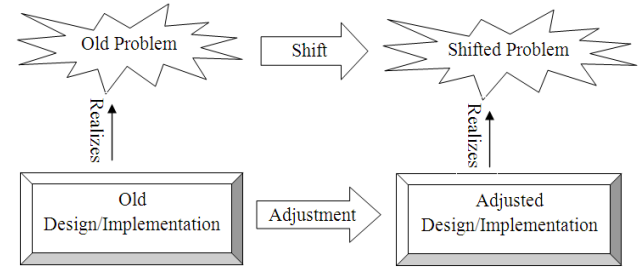 Old Problem
Shift
Shifted Problem
Realizes
Realizes
Old
Design/Implementation
Adjustment
Adjusted
Design/Implementation